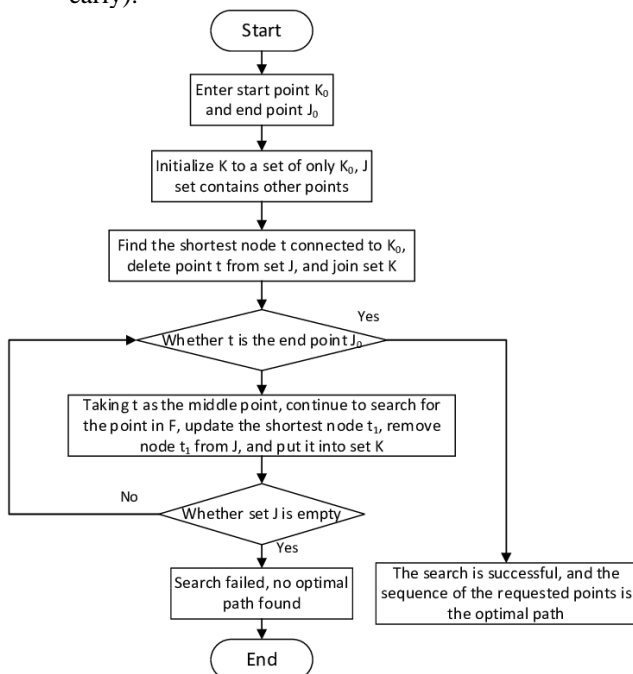 early).
Start
Enter start point K₀
and end point J₀
Initialize K to a set of only K₀, J
set contains other points
Find the shortest node t connected to K₀,
delete point t from set J, and join set K
Yes
Whether t is the end point J₀
Taking t as the middle point, continue to search for
the point in F, update the shortest node t₁, remove
node t₁ from J, and put it into set K
No
Whether set J is empty
Yes
Search failed, no optimal
path found
The search is successful, and the
sequence of the requested points is
the optimal path
End